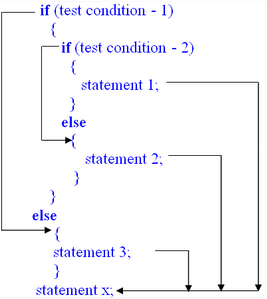 if (test condition - 1)
{
if (test condition - 2)
{
statement 1;
}
else
{
statement 2;
}
}
else
{
statement 3;
}
statement x;